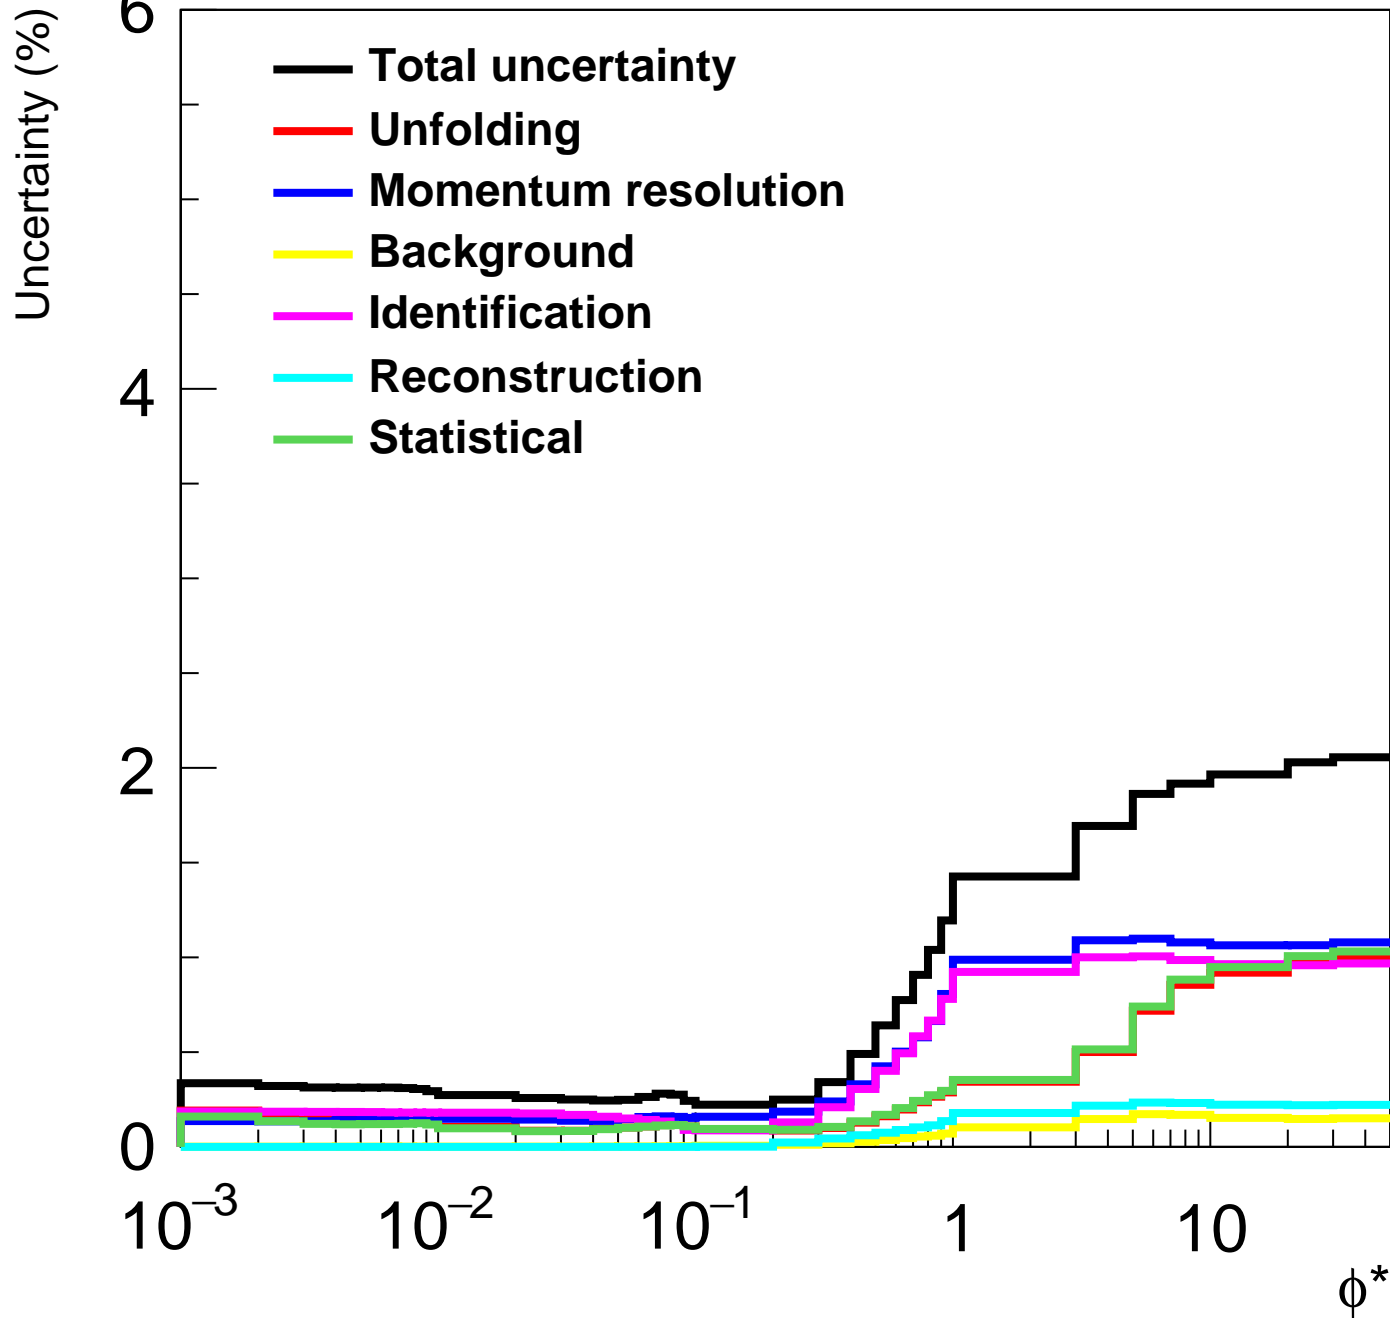 Uncertainty (%)
6
4
2
0
Total uncertainty
Unfolding
Momentum resolution
Background
Identification
Reconstruction
Statistical
10⁻³ 10⁻² 10⁻¹ 1 10
ϕ*